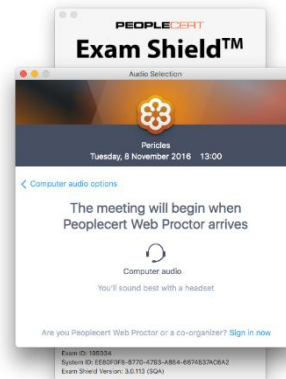 PEOPLECERT
Exam Shield™
Audio Selection
Pericles
Tuesday, 8 November 2016 13:00
Computer audio options
The meeting will begin when
Peoplecert Web Proctor arrives
Computer audio
You'll sound best with a headset
Are you Peoplecert Web Proctor or a co-organizer? Sign in now
Exam ID: 195334
Exam Shield Version: 3.0.113 (SQA)